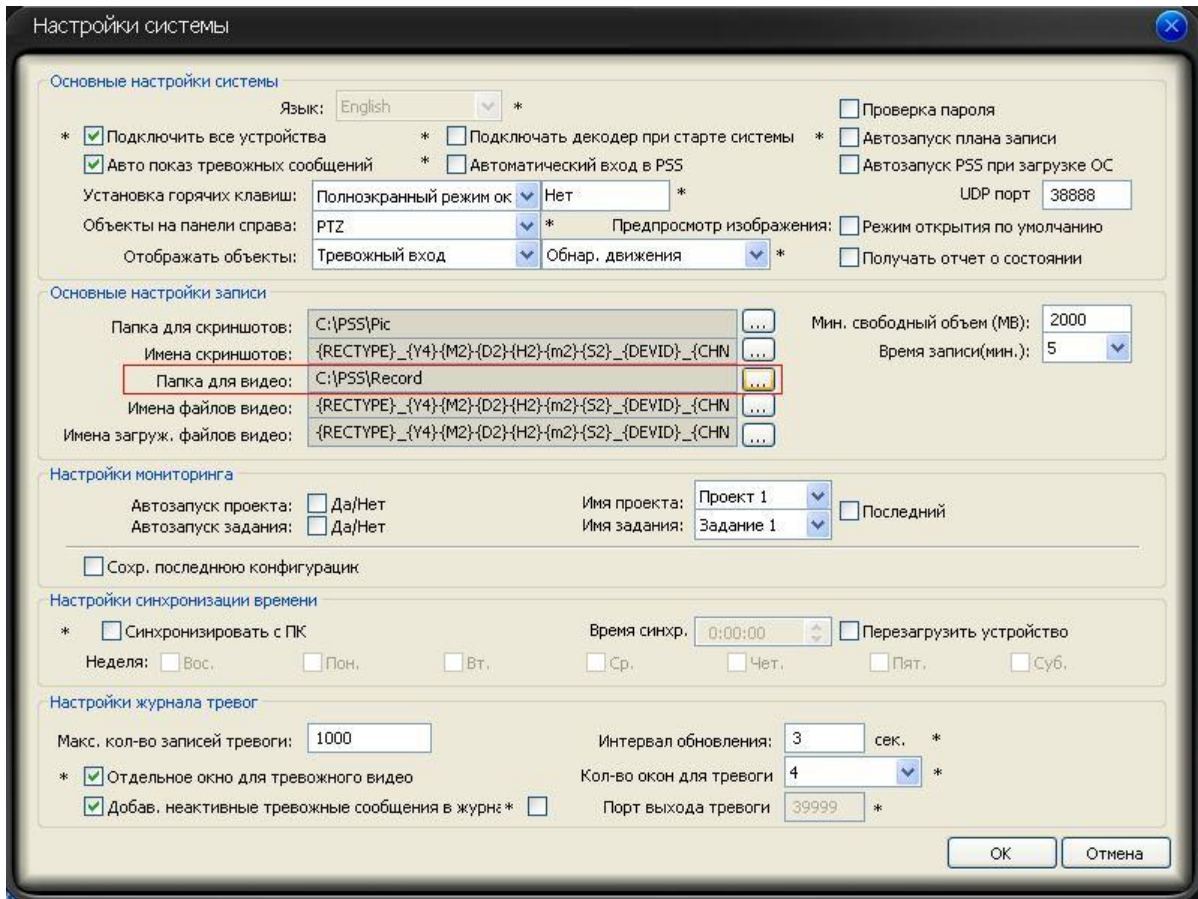 Настройки системы
Основные настройки системы
Язык: English *
Проверка пароля
* Подключить все устройства * Подключать декодер при старте системы * Автозапуск плана записи
Авто показ тревожных сообщений * Автоматический вход в PSS Автозапуск PSS при загрузке ОС
Установка горячих клавиш: Полноэкранный режим ок Нет * UDP порт 38888
Объекты на панели справа: PTZ * Предпросмотр изображения: Режим открытия по умолчанию
Отображать объекты: Тревожный вход Обнар. движения * Получать отчет о состоянии
Основные настройки записи
Папка для скриншотов: C:\PSS\Pic ... Мин. свободный объем (MB): 2000
Имена скриншотов: {RECTYPE}_{Y4}-{M2}-{D2}-{H2}-{m2}-{S2}_{DEVID}_{CHN ... Время записи(мин.): 5
Папка для видео: C:\PSS\Record ...
Имена файлов видео: {RECTYPE}_{Y4}-{M2}-{D2}-{H2}-{m2}-{S2}_{DEVID}_{CHN ...
Имена загруж. файлов видео: {RECTYPE}_{Y4}-{M2}-{D2}-{H2}-{m2}-{S2}_{DEVID}_{CHN ...
Настройки мониторинга
Автозапуск проекта: Да/Нет Имя проекта: Проект 1
Автозапуск задания: Да/Нет Имя задания: Задание 1 Последний
Сохр. последнюю конфигурацик
Настройки синхронизации времени
* Синхронизировать с ПК Время синхр. 0:00:00 Перезагрузить устройство
Неделя: Вос. Пон. Вт. Ср. Чет. Пят. Суб.
Настройки журнала тревог
Макс. кол-во записей тревоги: 1000 Интервал обновления: 3 сек. *
* Отдельное окно для тревожного видео Кол-во окон для тревоги 4 *
Добав. неактивные тревожные сообщения в журна * Порт выхода тревоги 39999 *
OK Отмена